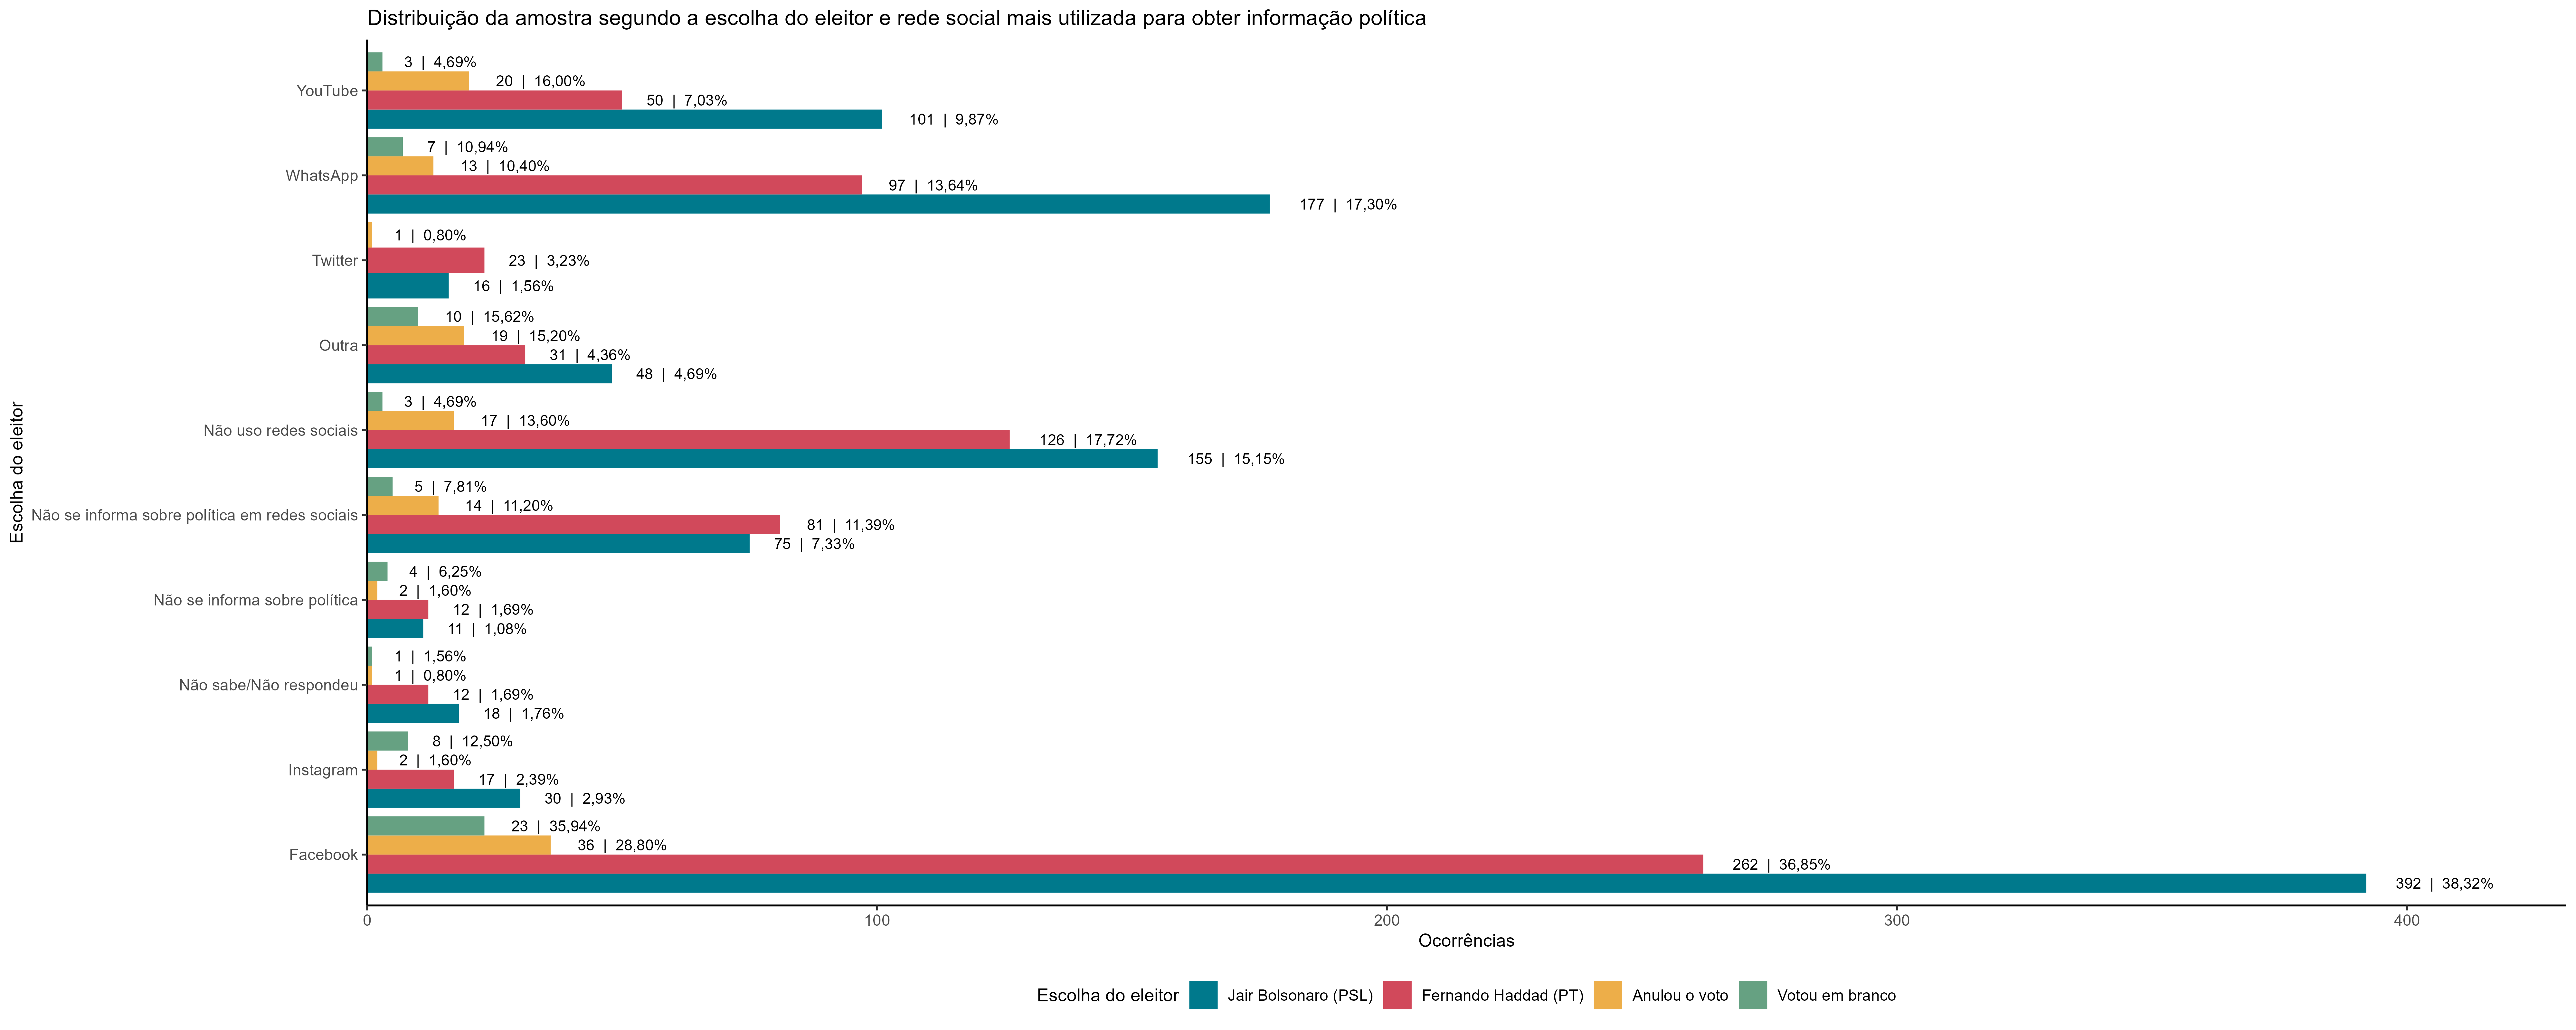 Distribuição da amostra segundo a escolha do eleitor e rede social mais utilizada para obter informação política
Escolha do eleitor
YouTube
3 | 4,69%
20 | 16,00%
50 | 7,03%
101 | 9,87%
WhatsApp
7 | 10,94%
13 | 10,40%
97 | 13,64%
177 | 17,30%
Twitter
1 | 0,80%
23 | 3,23%
16 | 1,56%
Outra
10 | 15,62%
19 | 15,20%
31 | 4,36%
48 | 4,69%
Não uso redes sociais
3 | 4,69%
17 | 13,60%
126 | 17,72%
155 | 15,15%
Não se informa sobre política em redes sociais
5 | 7,81%
14 | 11,20%
81 | 11,39%
75 | 7,33%
Não se informa sobre política
4 | 6,25%
2 | 1,60%
12 | 1,69%
11 | 1,08%
Não sabe/Não respondeu
1 | 1,56%
1 | 0,80%
12 | 1,69%
18 | 1,76%
Instagram
8 | 12,50%
2 | 1,60%
17 | 2,39%
30 | 2,93%
Facebook
23 | 35,94%
36 | 28,80%
262 | 36,85%
392 | 38,32%
0 100 200 300 400
Ocorrências
Escolha do eleitor Jair Bolsonaro (PSL) Fernando Haddad (PT) Anulou o voto Votou em branco